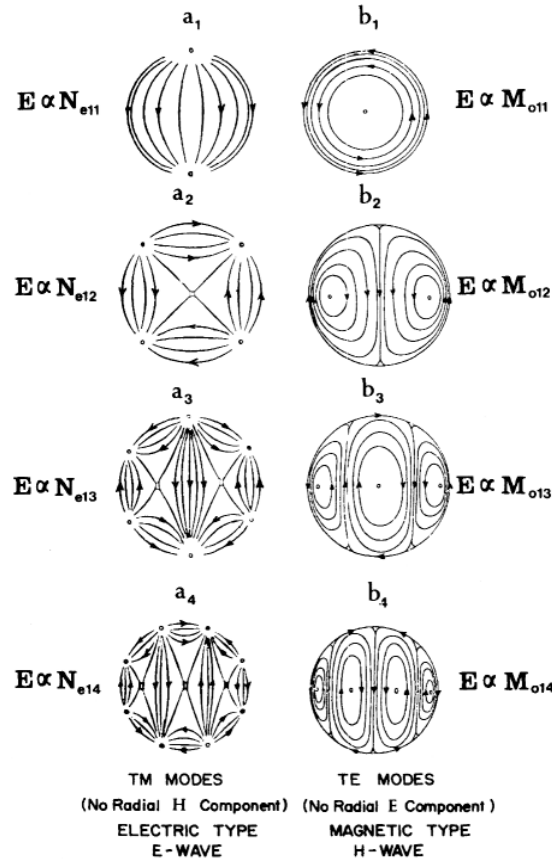 a1 b1
E ∝ Ne11 E ∝ Mo11
a2 b2
E ∝ Ne12 E ∝ Mo12
a3 b3
E ∝ Ne13 E ∝ Mo13
a4 b4
E ∝ Ne14 E ∝ Mo14
TM MODES TE MODES
(No Radial H Component) (No Radial E Component)
ELECTRIC TYPE MAGNETIC TYPE
E-WAVE H-WAVE